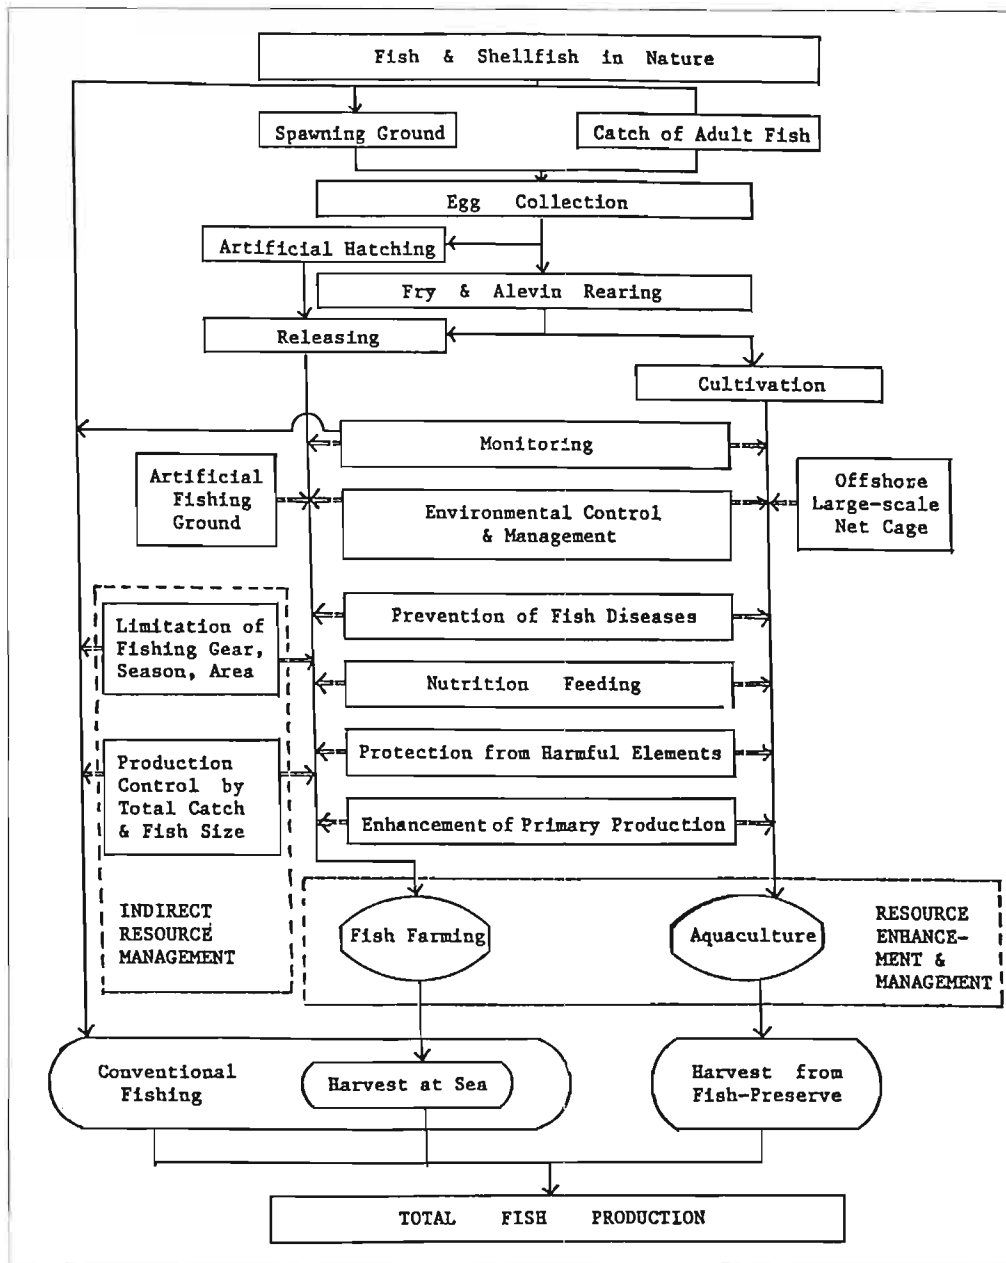 Fish & Shellfish in Nature
Spawning Ground
Catch of Adult Fish
Egg Collection
Artificial Hatching
Fry & Alevin Rearing
Releasing
Cultivation
Monitoring
Artificial
Fishing
Ground
Environmental Control
& Management
Offshore
Large-scale
Net Cage
Prevention of Fish Diseases
Limitation of
Fishing Gear,
Season, Area
Nutrition Feeding
Protection from Harmful Elements
Production
Control by
Total Catch
& Fish Size
Enhancement of Primary Production
INDIRECT
RESOURCE
MANAGEMENT
Fish Farming
Aquaculture
RESOURCE
ENHANCE-
MENT &
MANAGEMENT
Conventional
Fishing
Harvest at Sea
Harvest from
Fish-Preserve
TOTAL FISH PRODUCTION